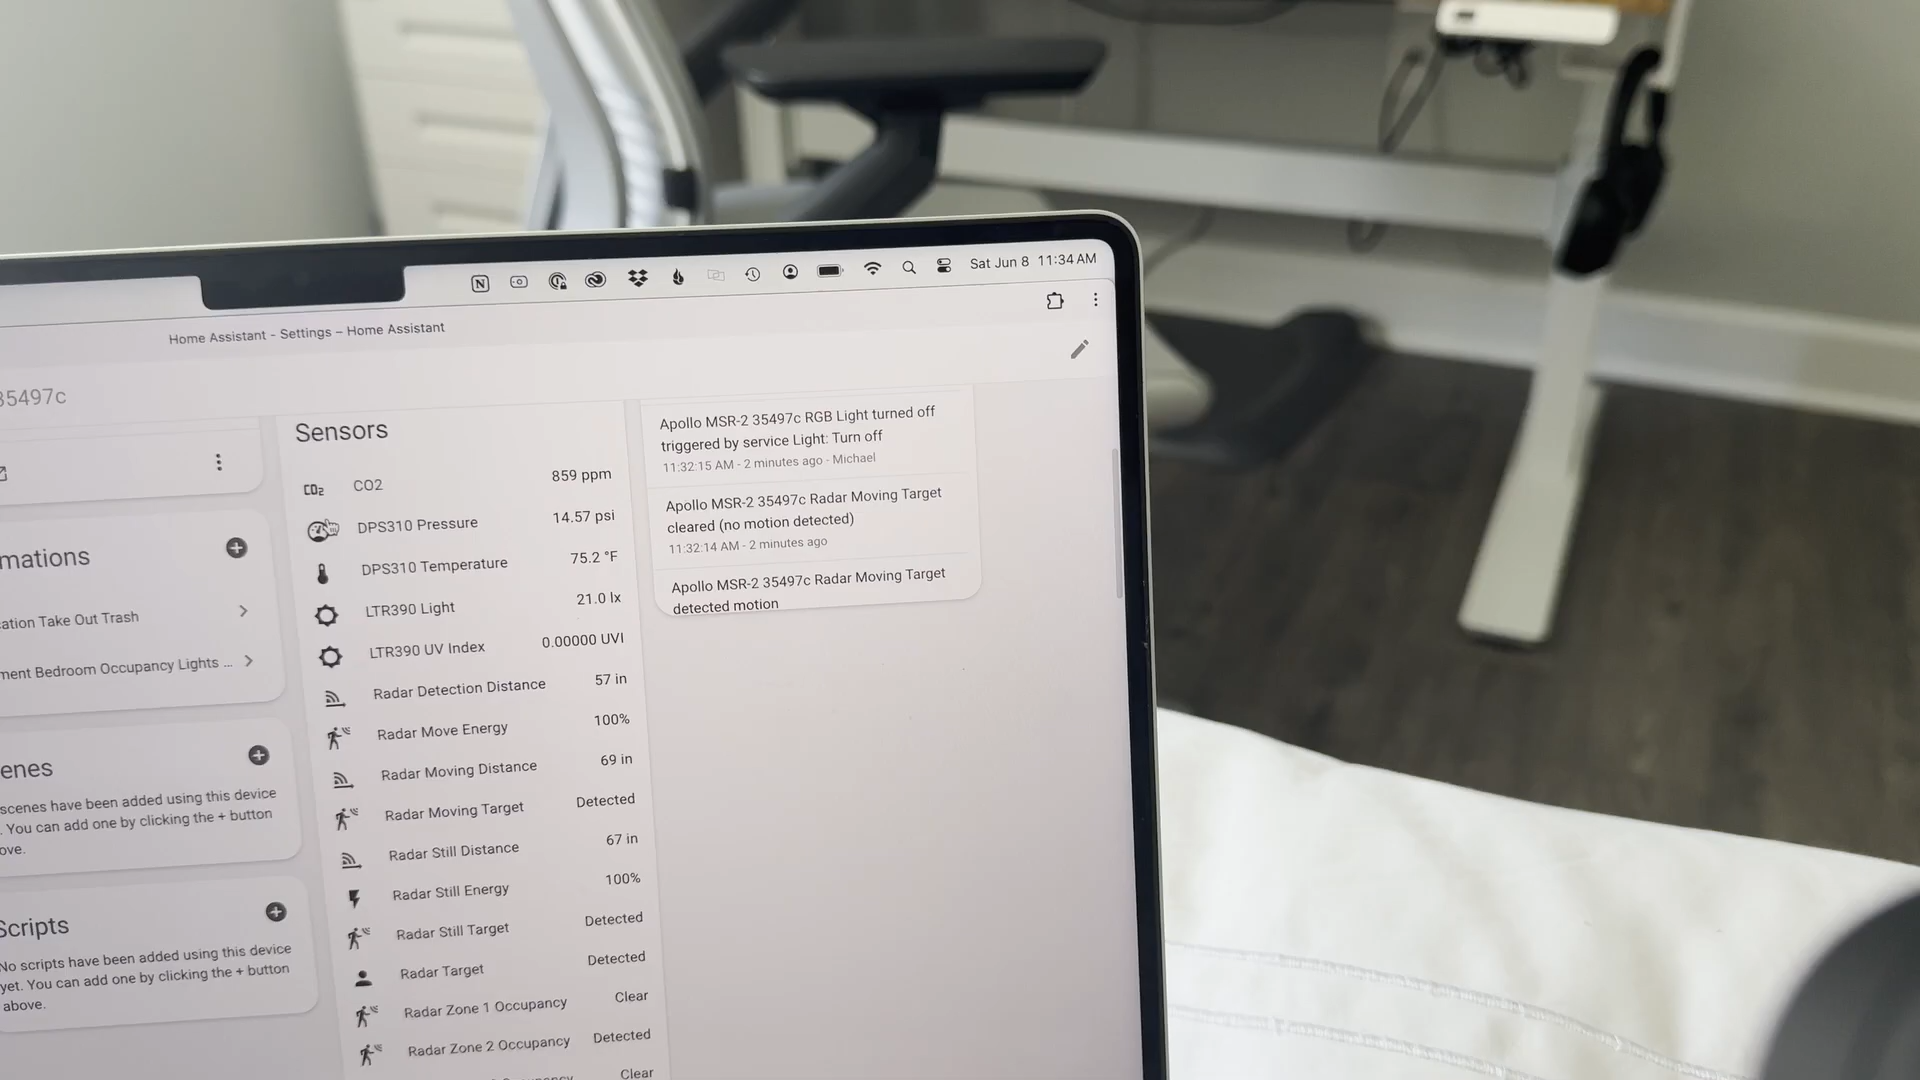 Sat Jun 8 11:34 AM
Home Assistant - Settings – Home Assistant
35497c
mations
ation Take Out Trash
ment Bedroom Occupancy Lights ...
enes
scenes have been added using this device
. You can add one by clicking the + button
ove.
Scripts
No scripts have been added using this device
yet. You can add one by clicking the + button
above.
Sensors
CO2 CO2 859 ppm
DPS310 Pressure 14.57 psi
DPS310 Temperature 75.2 °F
LTR390 Light 21.0 lx
LTR390 UV Index 0.00000 UVI
Radar Detection Distance 57 in
Radar Move Energy 100%
Radar Moving Distance 69 in
Radar Moving Target Detected
Radar Still Distance 67 in
Radar Still Energy 100%
Radar Still Target Detected
Radar Target Detected
Radar Zone 1 Occupancy Clear
Radar Zone 2 Occupancy Detected
Clear
Apollo MSR-2 35497c RGB Light turned off
triggered by service Light: Turn off
11:32:15 AM - 2 minutes ago - Michael
Apollo MSR-2 35497c Radar Moving Target
cleared (no motion detected)
11:32:14 AM - 2 minutes ago
Apollo MSR-2 35497c Radar Moving Target
detected motion